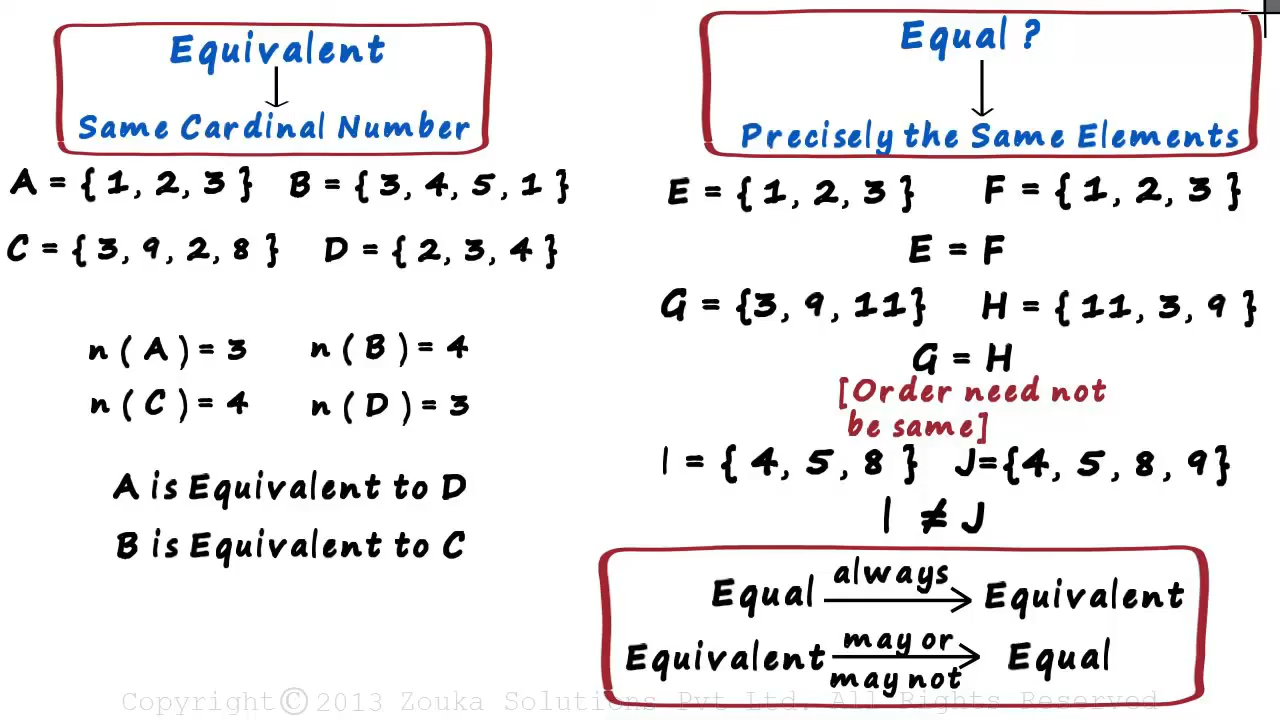 Equivalent
Same Cardinal Number
A = { 1, 2, 3 } B = { 3, 4, 5, 1 }
C = { 3, 9, 2, 8 } D = { 2, 3, 4 }
n ( A ) = 3 n ( B ) = 4
n ( C ) = 4 n ( D ) = 3
A is Equivalent to D
B is Equivalent to C
Equal ?
Precisely the Same Elements
E = { 1, 2, 3 } F = { 1, 2, 3 }
E = F
G = {3, 9, 11} H = { 11, 3, 9 }
G = H
[Order need not
be same]
I = { 4, 5, 8 } J={4, 5, 8, 9}
I ≠ J
Equal always Equivalent
Equivalent may or may not Equal
Copyright © 2013 Zouka Solutions Pvt Ltd. All Rights Reserved